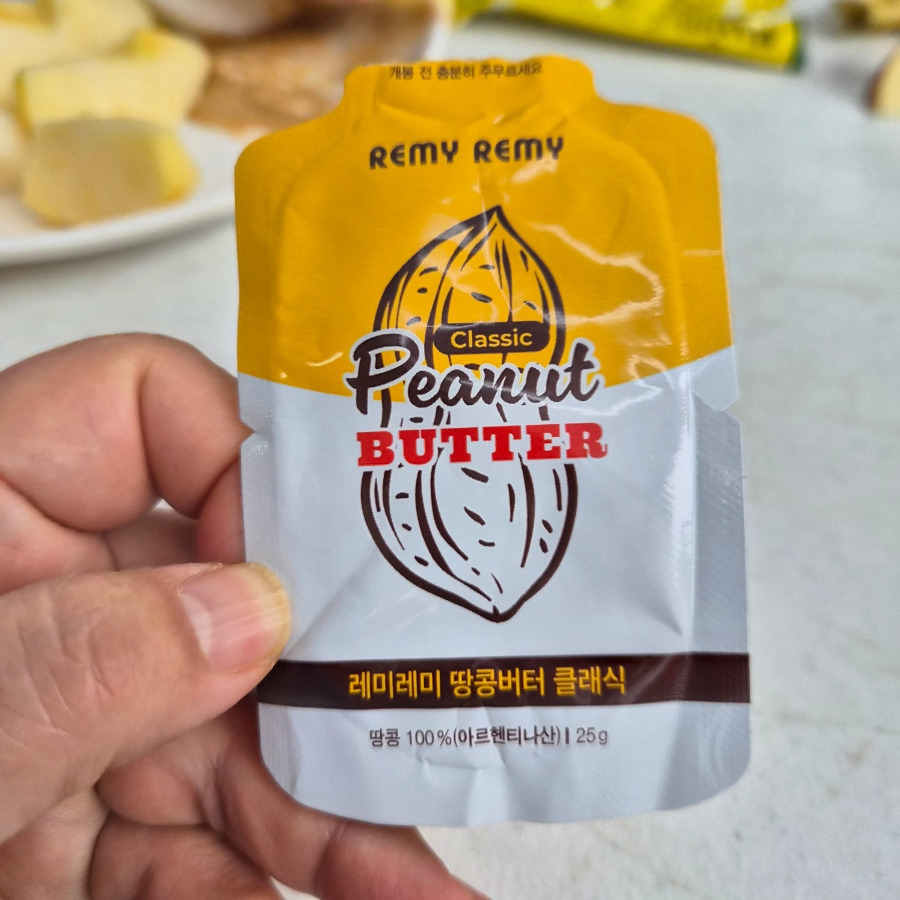 개봉 전 충분히 주무르세요
REMY REMY
Classic
Peanut
BUTTER
레미레미 땅콩버터 클래식
땅콩 100%(아르헨티나산) | 25g